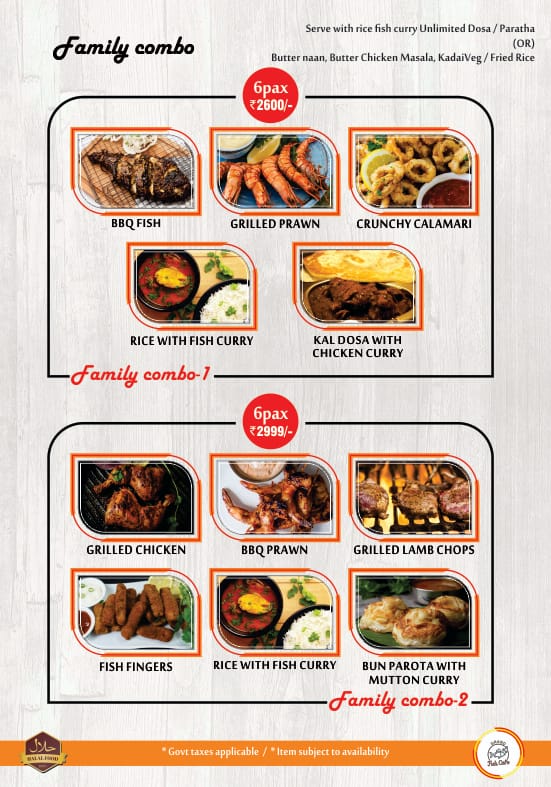 Family combo
Serve with rice fish curry Unlimited Dosa / Paratha
(OR)
Butter naan, Butter Chicken Masala, KadaiVeg / Fried Rice
6pax
₹2600/-
BBQ FISH
GRILLED PRAWN
CRUNCHY CALAMARI
RICE WITH FISH CURRY
KAL DOSA WITH
CHICKEN CURRY
Family combo-1
6pax
₹2999/-
GRILLED CHICKEN
BBQ PRAWN
GRILLED LAMB CHOPS
FISH FINGERS
RICE WITH FISH CURRY
BUN PAROTA WITH
MUTTON CURRY
Family combo-2
حلال
HALAL FOOD
* Govt taxes applicable / * Item subject to availability
Fish Cafe